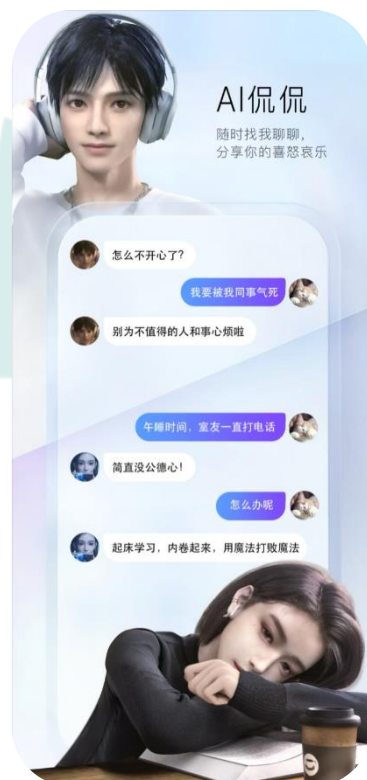 AI侃侃
随时找我聊聊,
分享你的喜怒哀乐
怎么不开心了?
我要被我同事气死
别为不值得的人和事心烦啦
午睡时间，室友一直打电话
简直没公德心！
怎么办呢
起床学习，内卷起来，用魔法打败魔法